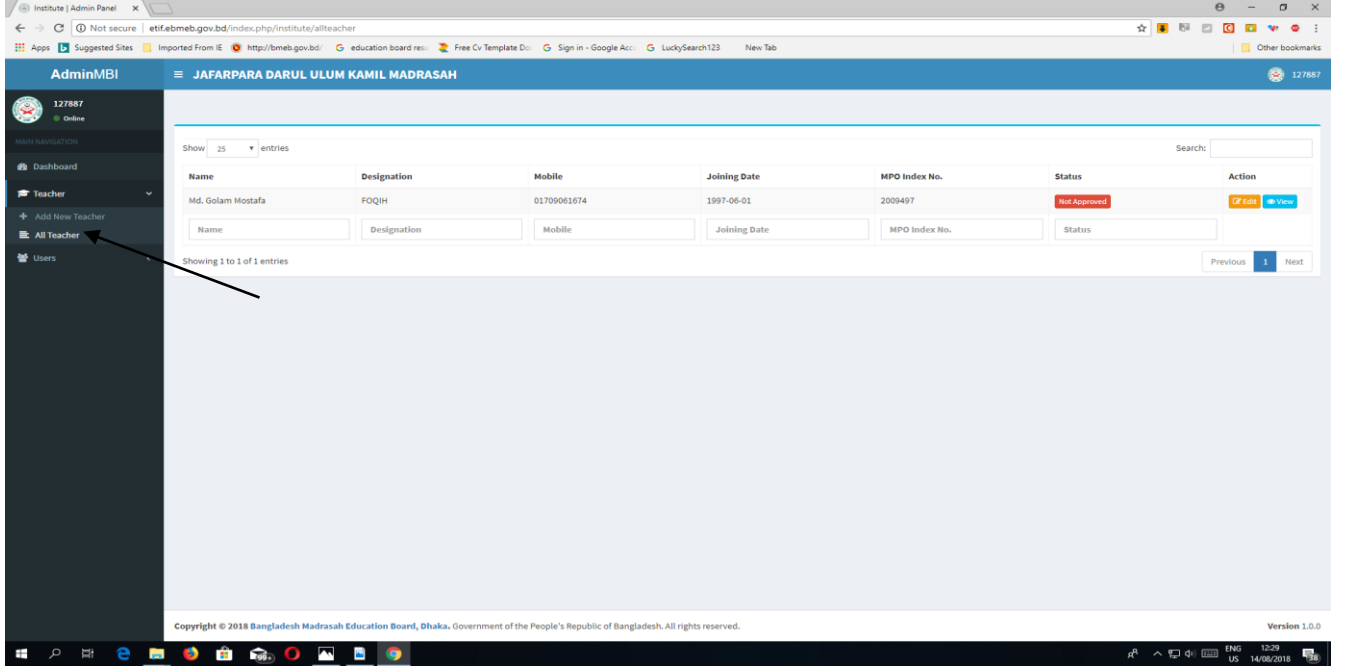 Institute | Admin Panel
Not secure | etif.ebmeb.gov.bd/index.php/institute/allteacher
Apps Suggested Sites Imported From IE http://bmeb.gov.bd/ education board resu Free Cv Template Do Sign in - Google Acc LuckySearch123 New Tab Other bookmarks
AdminMBI JAFARPARA DARUL ULUM KAMIL MADRASAH 127887
127887
Online
MAIN NAVIGATION
Dashboard
Teacher
Add New Teacher
All Teacher
Users
Show 25 entries Search:
Name Designation Mobile Joining Date MPO Index No. Status Action
Md. Golam Mostafa FOQIH 01709061674 1997-06-01 2009497 Not Approved Edit View
Name Designation Mobile Joining Date MPO Index No. Status
Showing 1 to 1 of 1 entries Previous 1 Next
Copyright © 2018 Bangladesh Madrasah Education Board, Dhaka. Government of the People's Republic of Bangladesh. All rights reserved. Version 1.0.0
99+ ENG 12:29
US 14/08/2018 38